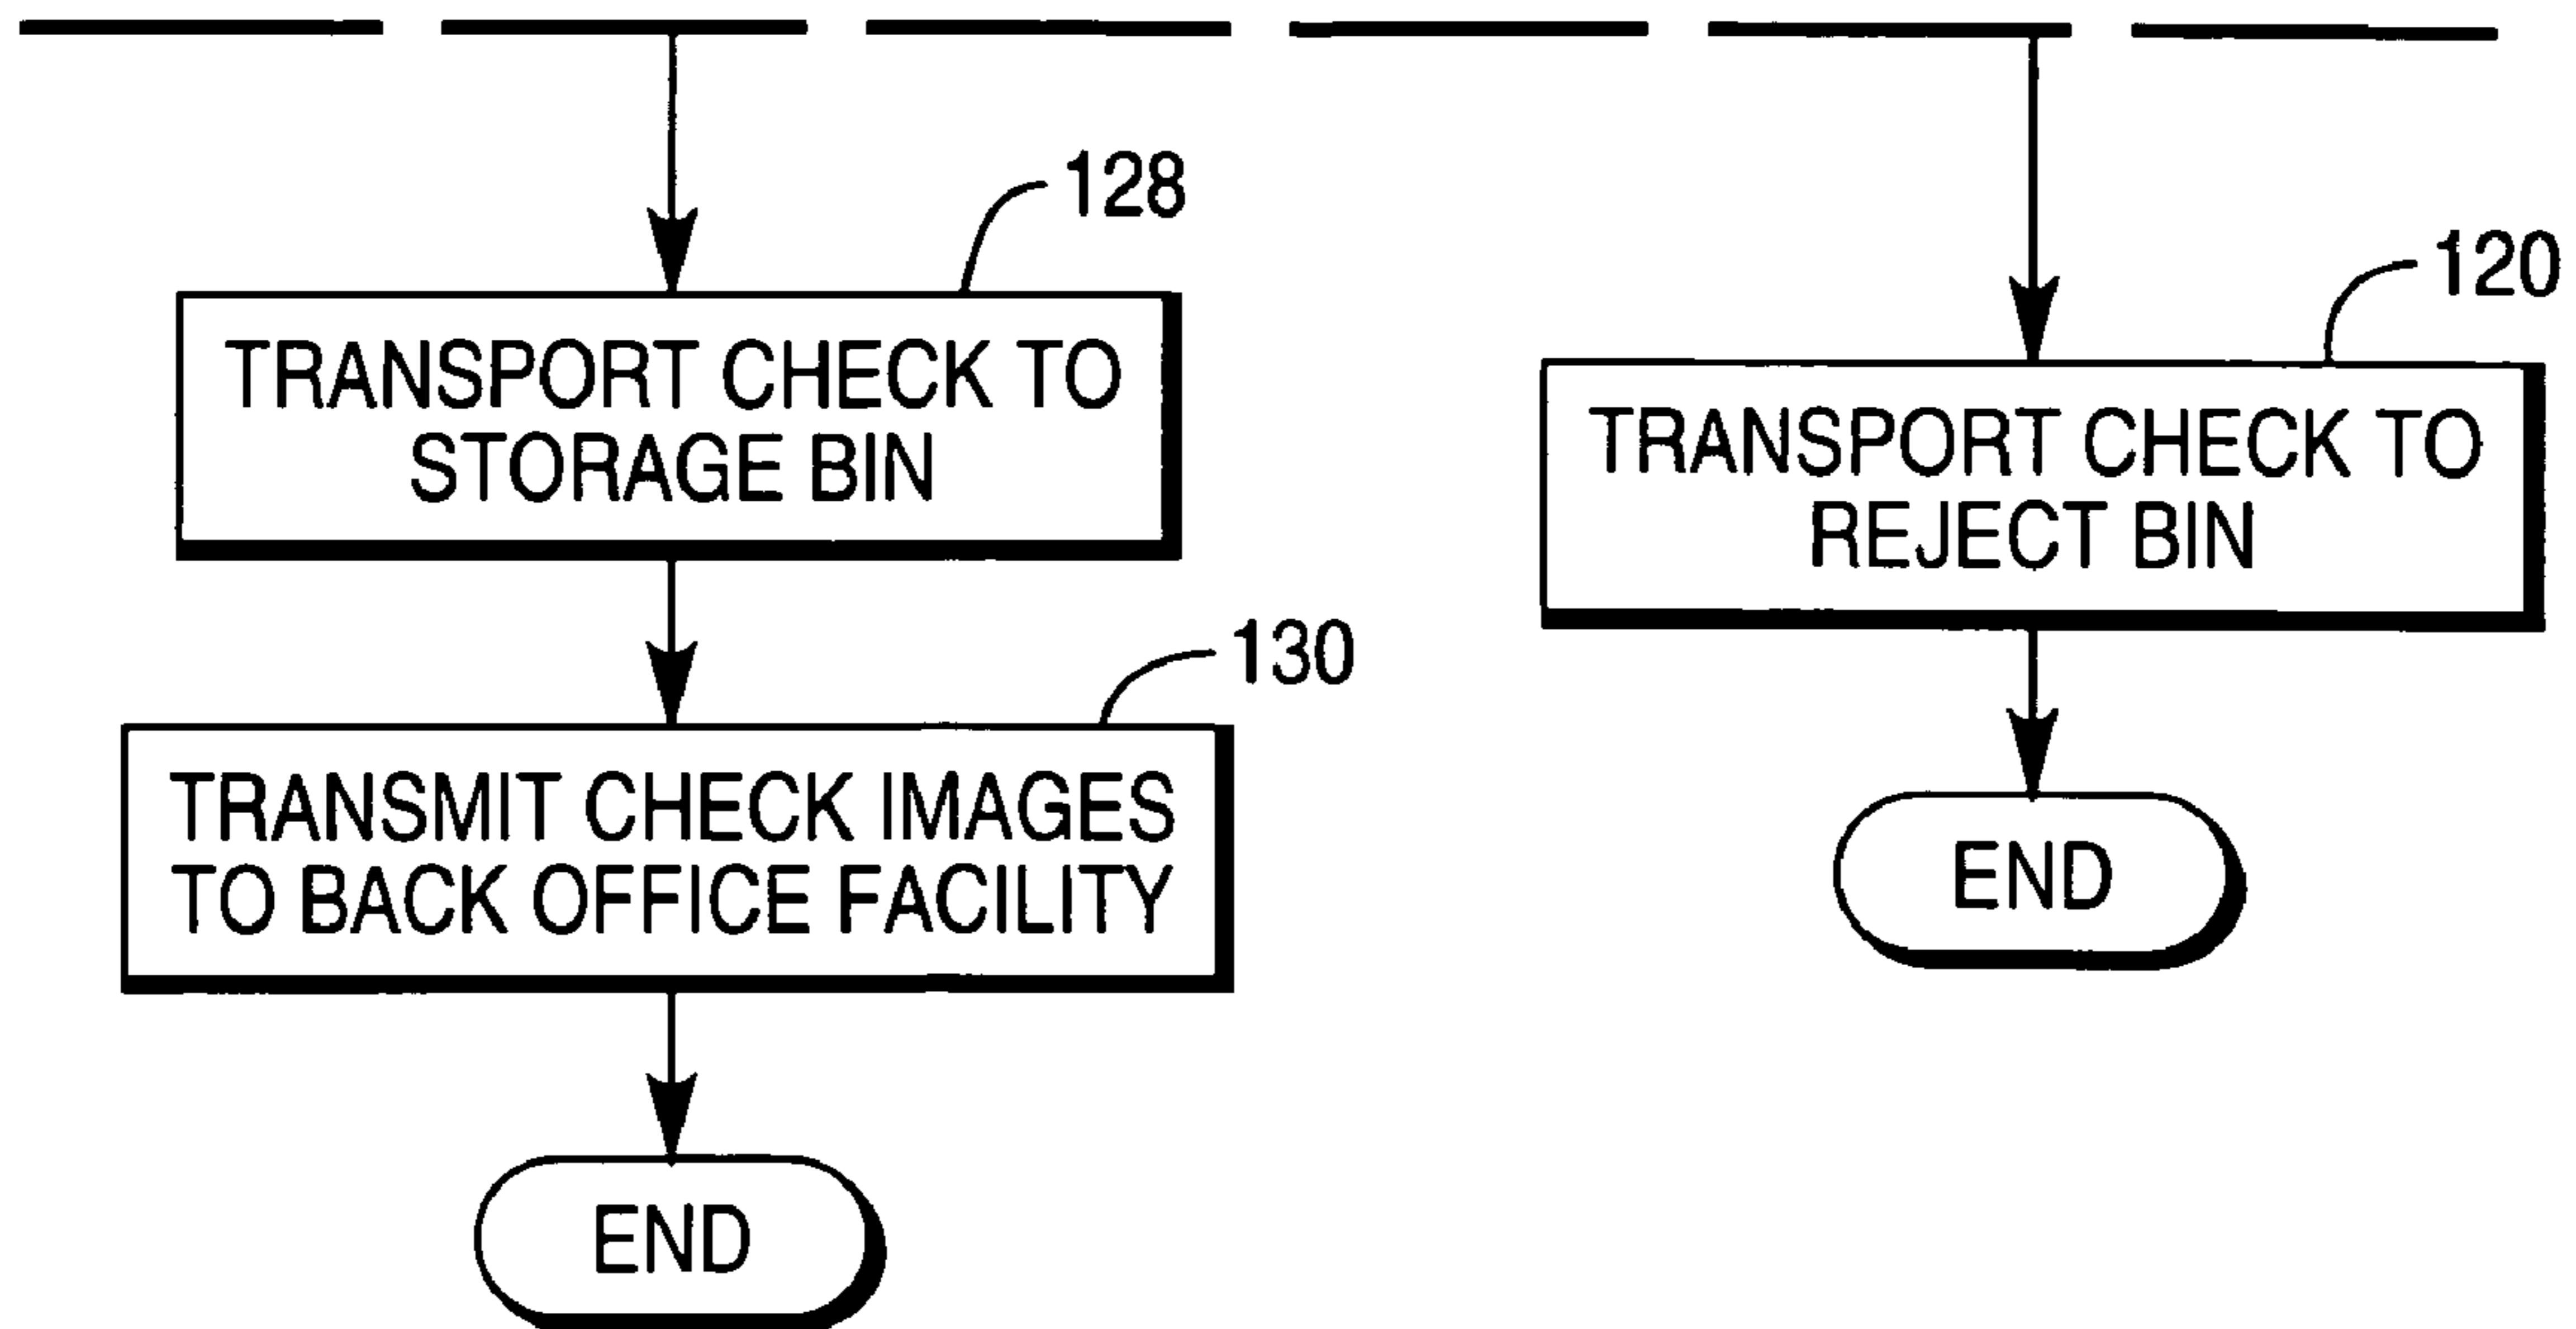 128
TRANSPORT CHECK TO
STORAGE BIN
130
TRANSMIT CHECK IMAGES
TO BACK OFFICE FACILITY
END
120
TRANSPORT CHECK TO
REJECT BIN
END